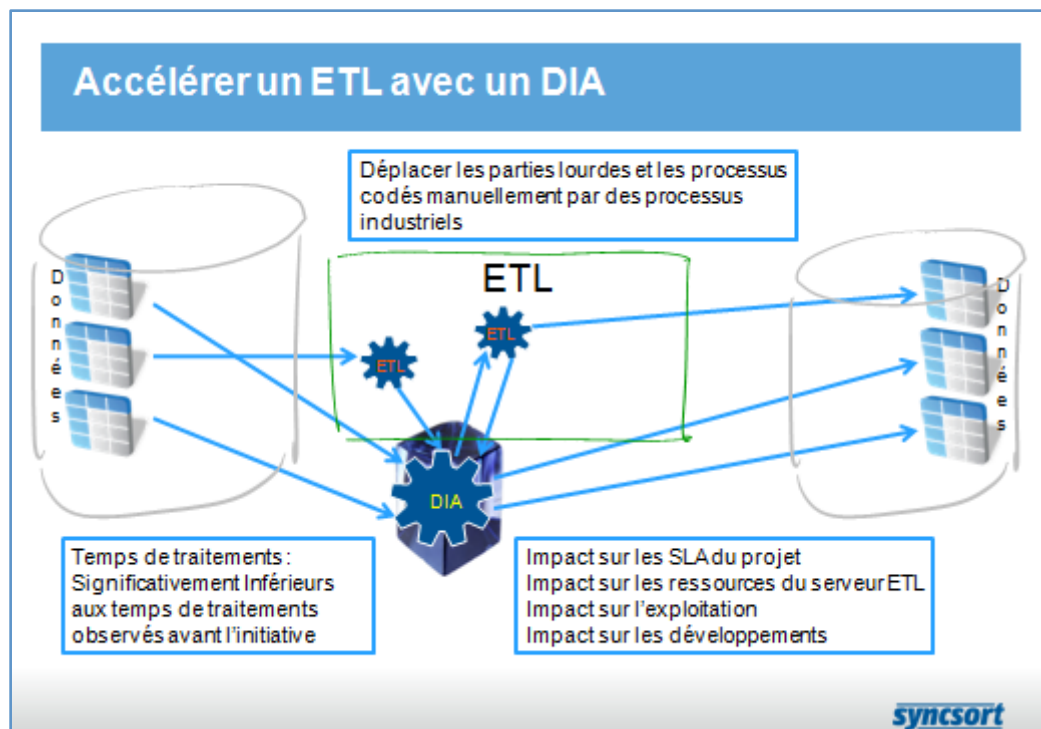 Accélérer un ETL avec un DIA
Déplacer les parties lourdes et les processus
codés manuellement par des processus
industriels
Données
ETL
ETL
ETL
DIA
Données
Temps de traitements :
Significativement Inférieurs
aux temps de traitements
observés avant l'initiative
Impact sur les SLA du projet
Impact sur les ressources du serveur ETL
Impact sur l'exploitation
Impact sur les développements
syncsort